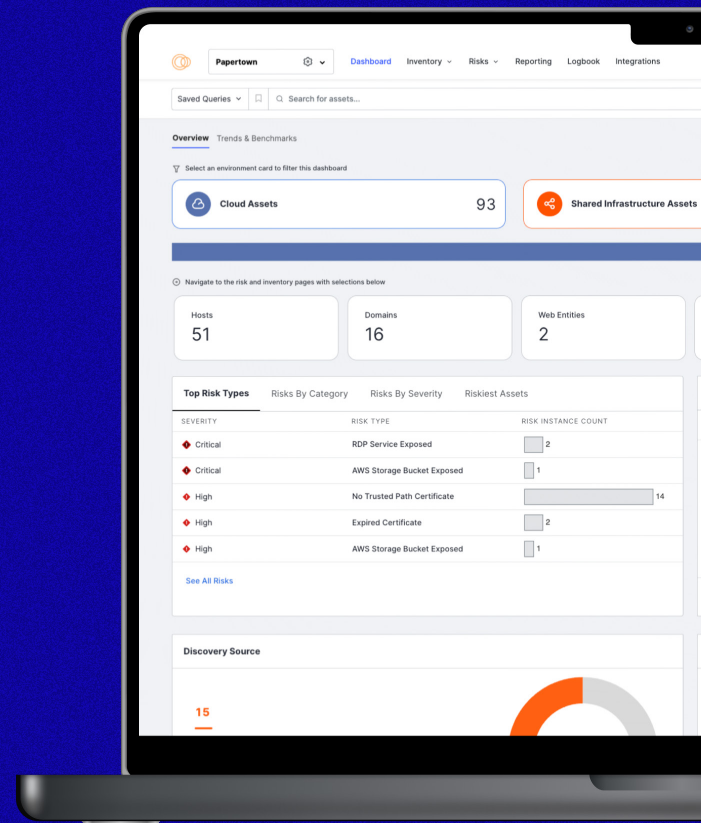 Papertown Dashboard Inventory Risks Reporting Logbook Integrations
Saved Queries Search for assets...
Overview Trends & Benchmarks
Select an environment card to filter this dashboard
Cloud Assets 93 Shared Infrastructure Assets
Navigate to the risk and inventory pages with selections below
Hosts Domains Web Entities
51 16 2
Top Risk Types Risks By Category Risks By Severity Riskiest Assets
SEVERITY RISK TYPE RISK INSTANCE COUNT
Critical RDP Service Exposed 2
Critical AWS Storage Bucket Exposed 1
High No Trusted Path Certificate 14
High Expired Certificate 2
High AWS Storage Bucket Exposed 1
See All Risks
Discovery Source
15